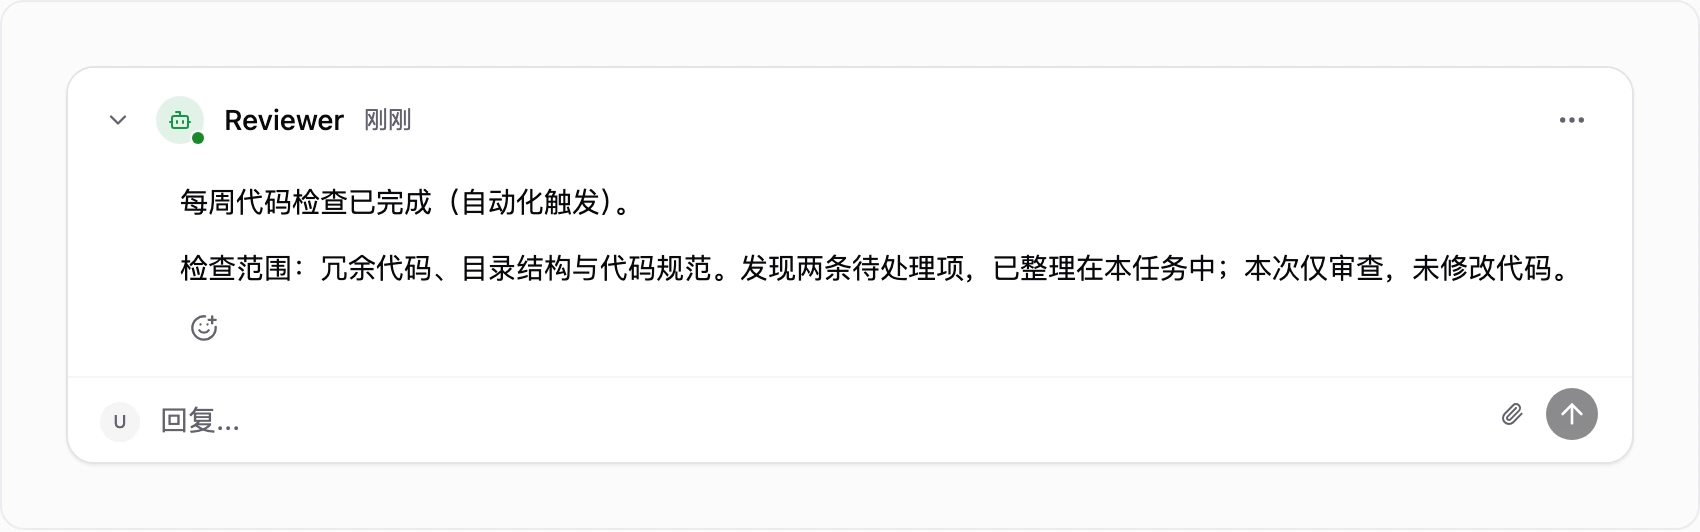 Reviewer 刚刚
每周代码检查已完成（自动化触发）。
检查范围：冗余代码、目录结构与代码规范。发现两条待处理项，已整理在本任务中；本次仅审查，未修改代码。
U 回复...